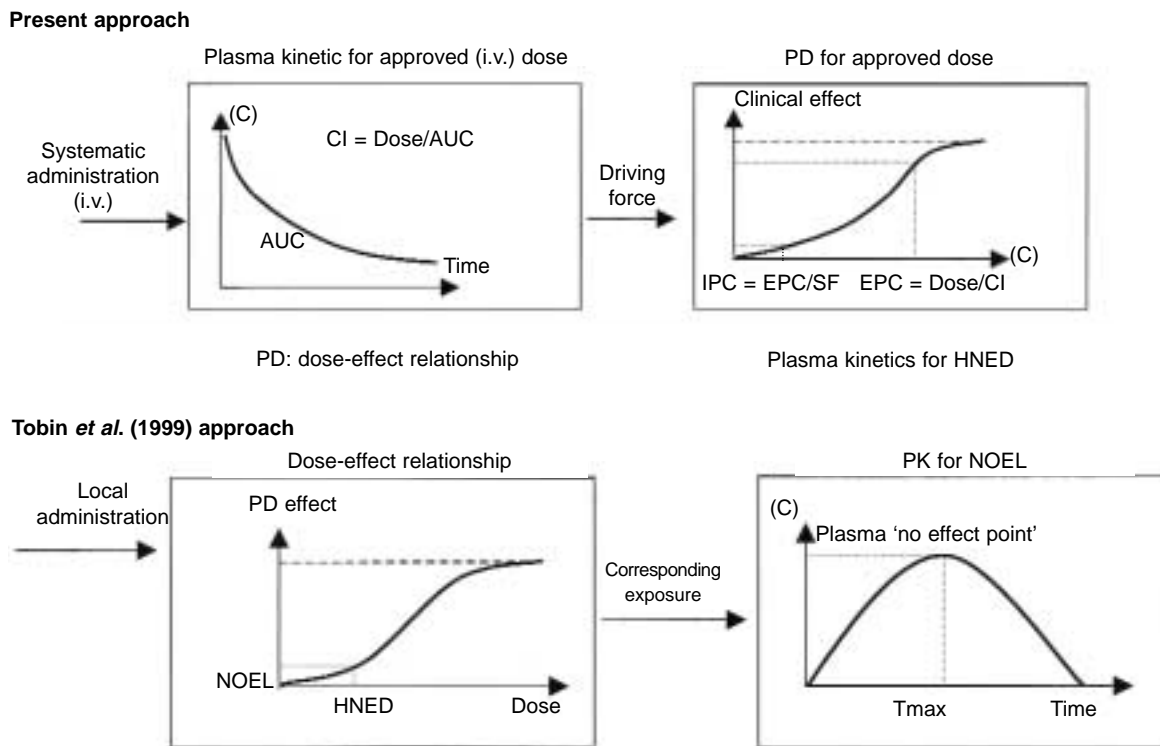 Present approach
Plasma kinetic for approved (i.v.) dose
PD for approved dose
Systematic
administration
(i.v.)
(C)
CI = Dose/AUC
AUC
Time
Driving
force
Clinical effect
(C)
IPC = EPC/SF
EPC = Dose/CI
PD: dose-effect relationship
Plasma kinetics for HNED
Tobin et al. (1999) approach
Dose-effect relationship
PK for NOEL
Local
administration
PD effect
NOEL
HNED
Dose
Corresponding
exposure
(C)
Plasma ‘no effect point’
Tmax
Time